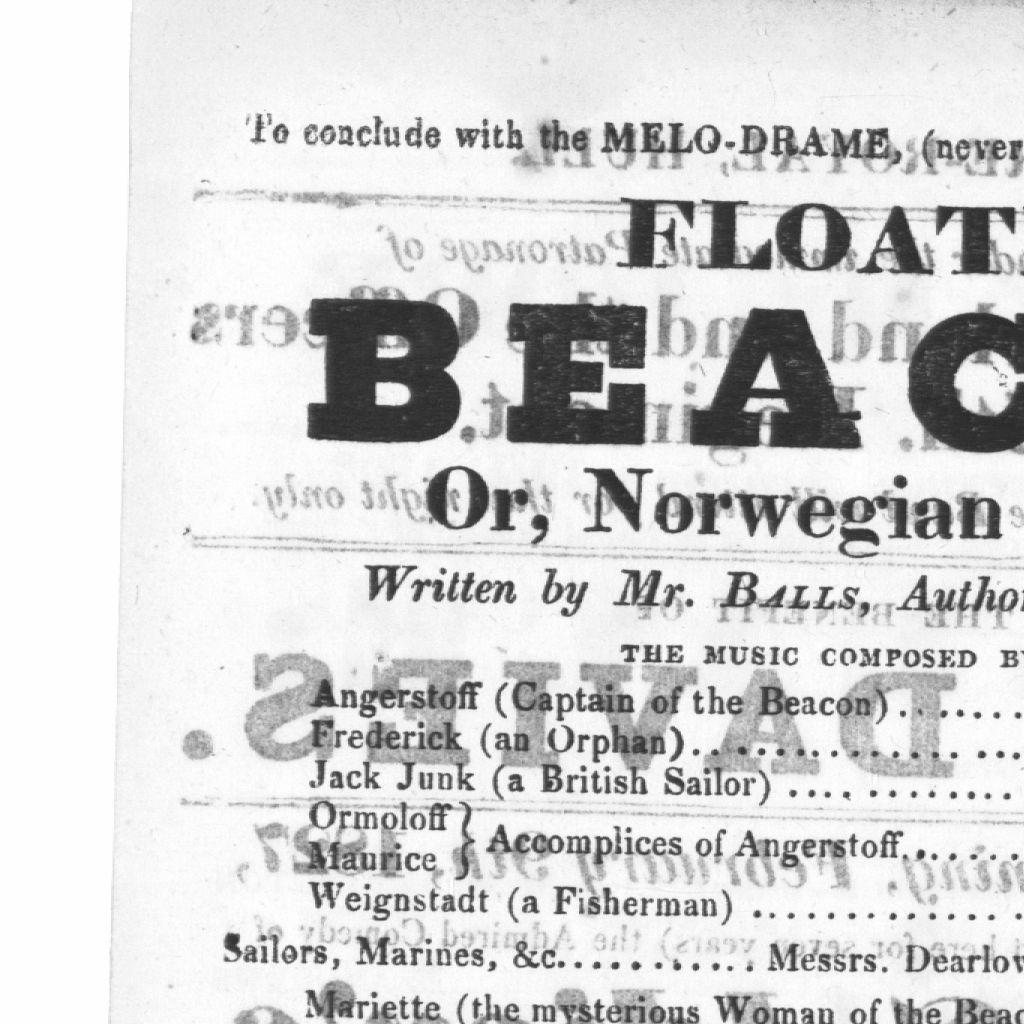 To conclude with the MELO-DRAME, (never
FLOAT
BEAC
Or, Norwegian
Written by Mr. BALLS, Author
THE MUSIC COMPOSED BY
Angerstoff (Captain of the Beacon)..........
Frederick (an Orphan)................
Jack Junk (a British Sailor) ............
Ormoloff
Maurice } Accomplices of Angerstoff.......
Weignstadt (a Fisherman) ..............
Sailors, Marines, &c............ Messrs. Dearlov
Mariette (the mysterious Woman of the Beac